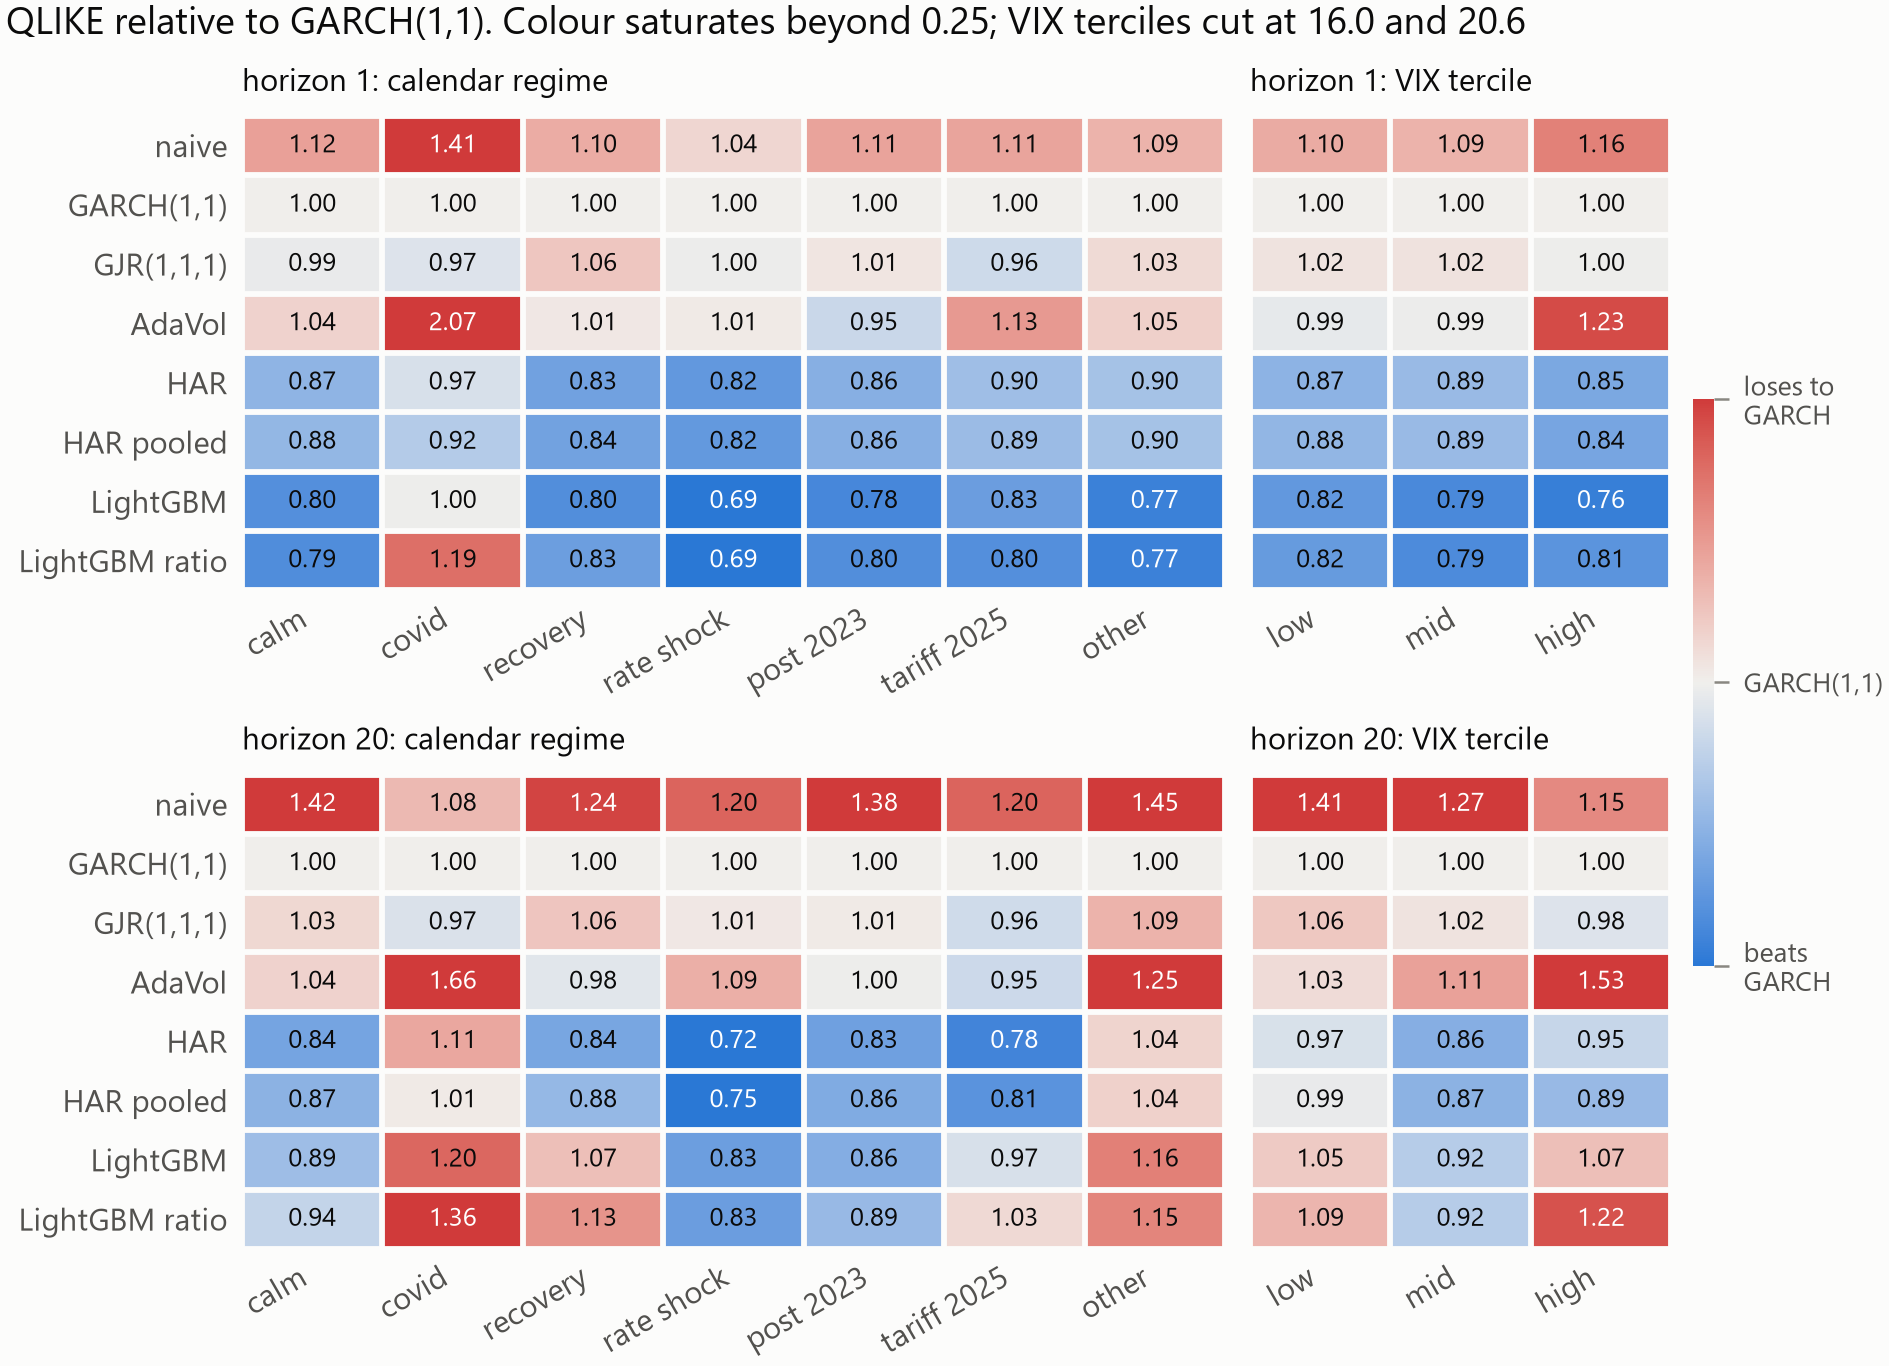 QLIKE relative to GARCH(1,1). Colour saturates beyond 0.25; VIX terciles cut at 16.0 and 20.6
horizon 1: calendar regime
horizon 1: VIX tercile
naive 1.12 1.41 1.10 1.04 1.11 1.11 1.09 1.10 1.09 1.16
GARCH(1,1) 1.00 1.00 1.00 1.00 1.00 1.00 1.00 1.00 1.00 1.00
GJR(1,1,1) 0.99 0.97 1.06 1.00 1.01 0.96 1.03 1.02 1.02 1.00
AdaVol 1.04 2.07 1.01 1.01 0.95 1.13 1.05 0.99 0.99 1.23
HAR 0.87 0.97 0.83 0.82 0.86 0.90 0.90 0.87 0.89 0.85
HAR pooled 0.88 0.92 0.84 0.82 0.86 0.89 0.90 0.88 0.89 0.84
LightGBM 0.80 1.00 0.80 0.69 0.78 0.83 0.77 0.82 0.79 0.76
LightGBM ratio 0.79 1.19 0.83 0.69 0.80 0.80 0.77 0.82 0.79 0.81
calm covid recovery rate shock post 2023 tariff 2025 other low mid high
loses to
GARCH
GARCH(1,1)
beats
GARCH
horizon 20: calendar regime
horizon 20: VIX tercile
naive 1.42 1.08 1.24 1.20 1.38 1.20 1.45 1.41 1.27 1.15
GARCH(1,1) 1.00 1.00 1.00 1.00 1.00 1.00 1.00 1.00 1.00 1.00
GJR(1,1,1) 1.03 0.97 1.06 1.01 1.01 0.96 1.09 1.06 1.02 0.98
AdaVol 1.04 1.66 0.98 1.09 1.00 0.95 1.25 1.03 1.11 1.53
HAR 0.84 1.11 0.84 0.72 0.83 0.78 1.04 0.97 0.86 0.95
HAR pooled 0.87 1.01 0.88 0.75 0.86 0.81 1.04 0.99 0.87 0.89
LightGBM 0.89 1.20 1.07 0.83 0.86 0.97 1.16 1.05 0.92 1.07
LightGBM ratio 0.94 1.36 1.13 0.83 0.89 1.03 1.15 1.09 0.92 1.22
calm covid recovery rate shock post 2023 tariff 2025 other low mid high